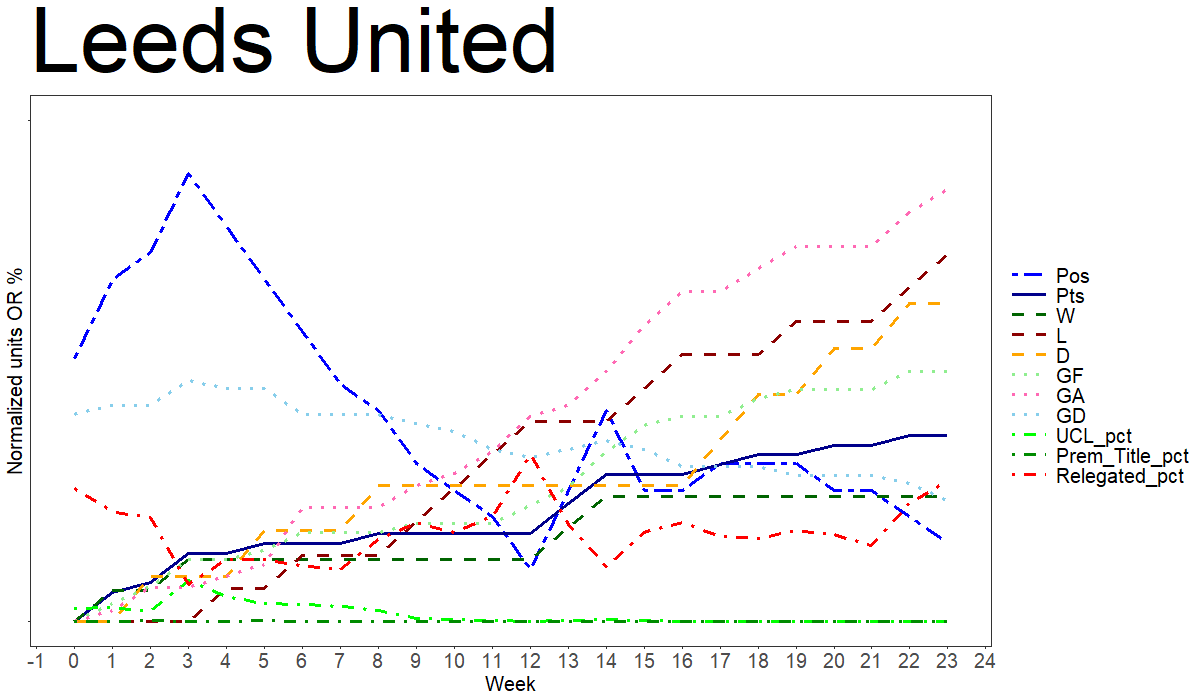 Leeds United
Normalized units OR %
Pos
Pts
W
L
D
GF
GA
GD
UCL_pct
Prem_Title_pct
Relegated_pct
-1 0 1 2 3 4 5 6 7 8 9 10 11 12 13 14 15 16 17 18 19 20 21 22 23 24
Week